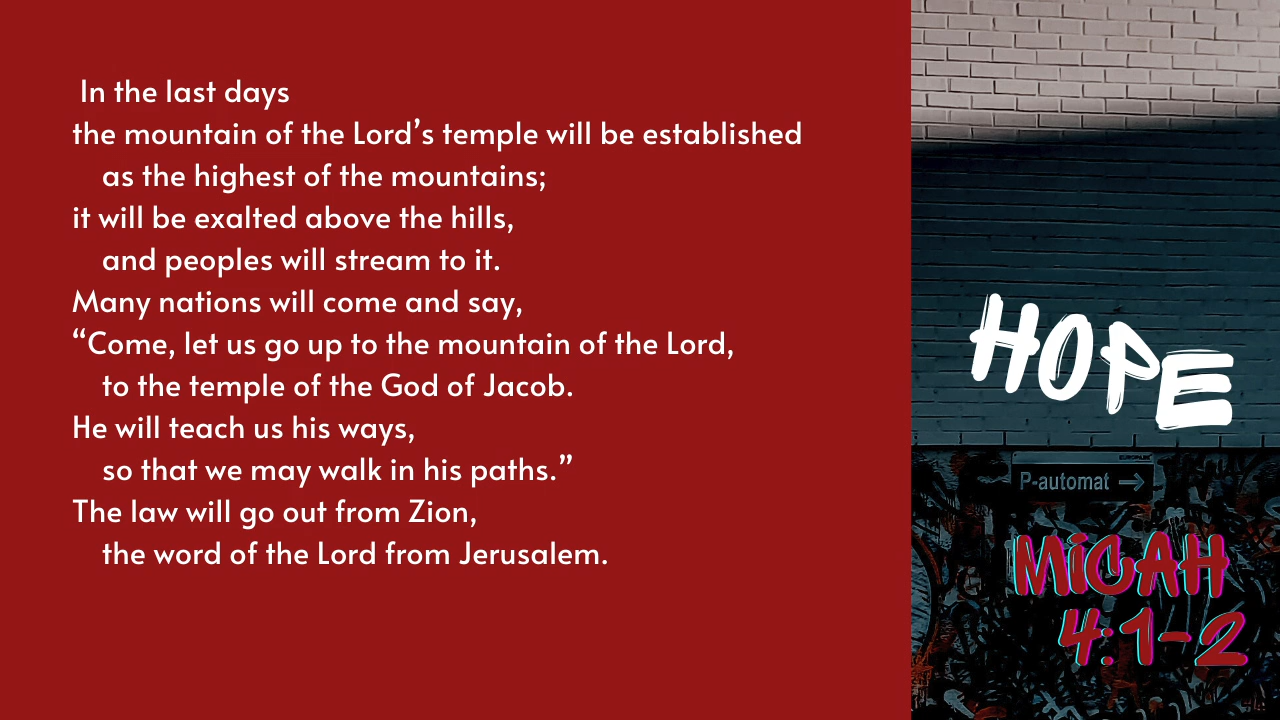 In the last days
the mountain of the Lord’s temple will be established
as the highest of the mountains;
it will be exalted above the hills,
and peoples will stream to it.
Many nations will come and say,
“Come, let us go up to the mountain of the Lord,
to the temple of the God of Jacob.
He will teach us his ways,
so that we may walk in his paths.”
The law will go out from Zion,
the word of the Lord from Jerusalem.
HOPE
P-automat →
MiCAH
4:1-2